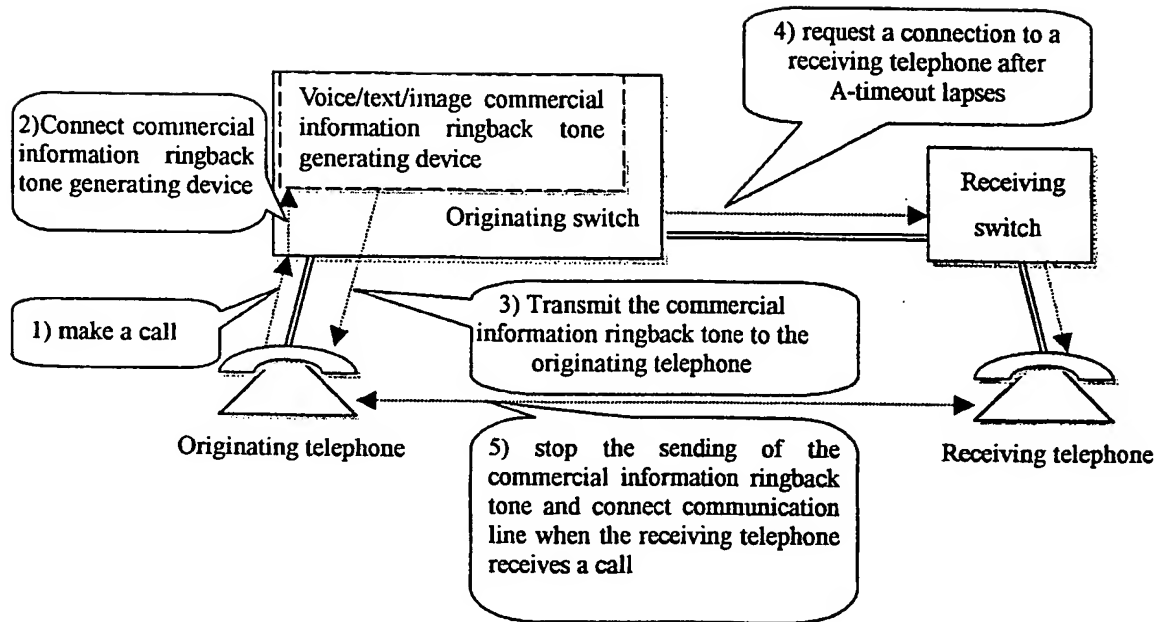 4) request a connection to a
receiving telephone after
A-timeout lapses
Voice/text/image commercial
information ringback tone
generating device
2)Connect commercial
information ringback
tone generating device
Originating switch
Receiving
switch
1) make a call
3) Transmit the commercial
information ringback tone to the
originating telephone
Originating telephone
5) stop the sending of the
commercial information ringback
tone and connect communication
line when the receiving telephone
receives a call
Receiving telephone